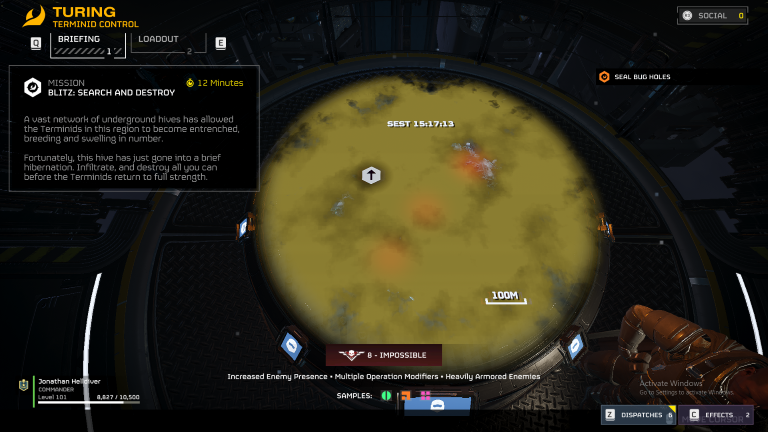 TURING
TERMINID CONTROL
SOCIAL 0
Q BRIEFING 1 LOADOUT 2 E
MISSION 12 Minutes
BLITZ: SEARCH AND DESTROY
SEAL BUG HOLES
A vast network of underground hives has allowed
the Terminids in this region to become entrenched,
breeding and swelling in number.
Fortunately, this hive has just gone into a brief
hibernation. Infiltrate, and destroy all you can
before the Terminids return to full strength.
SEST 15:17:13
100M
8 - IMPOSSIBLE
Increased Enemy Presence • Multiple Operation Modifiers • Heavily Armored Enemies
SAMPLES:
Jonathan Helldiver
COMMANDER
Level 101 8,827 / 10,500
Activate Windows
Go to Settings to activate Windows.
Z DISPATCHES 6 C EFFECTS 2
CURSOR